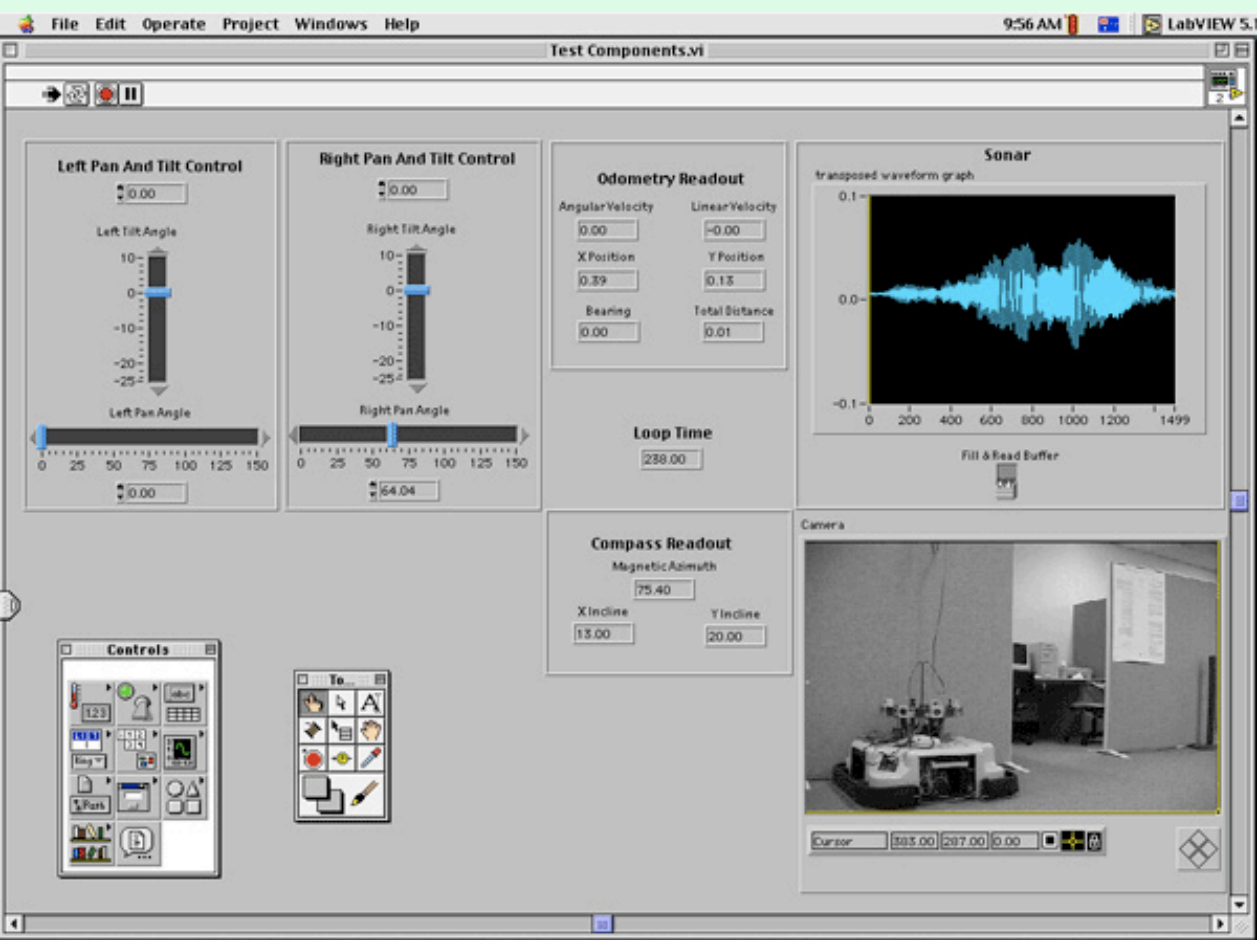 File Edit Operate Project Windows Help 9:56 AM LabVIEW 5.1
Test Components.vi
2
Left Pan And Tilt Control
0.00
Left Tilt Angle
10
0
-10
-20
-25
Left Pan Angle
0 25 50 75 100 125 150
0.00
Right Pan And Tilt Control
0.00
Right Tilt Angle
10
0
-10
-20
-25
Right Pan Angle
0 25 50 75 100 125 150
64.04
Odometry Readout
Angular Velocity Linear Velocity
0.00 -0.00
X Position Y Position
0.39 0.13
Bearing Total Distance
0.00 0.01
Loop Time
238.00
Compass Readout
Magnetic Azimuth
75.40
X Incline Y Incline
13.00 20.00
Sonar
transposed waveform graph
0.1
0.0
-0.1
0 200 400 600 800 1000 1200 1499
Fill & Read Buffer
OFF
Camera
Cursor 383.00 287.00 0.00
Controls
123
abc
Ring
Path
To...
A